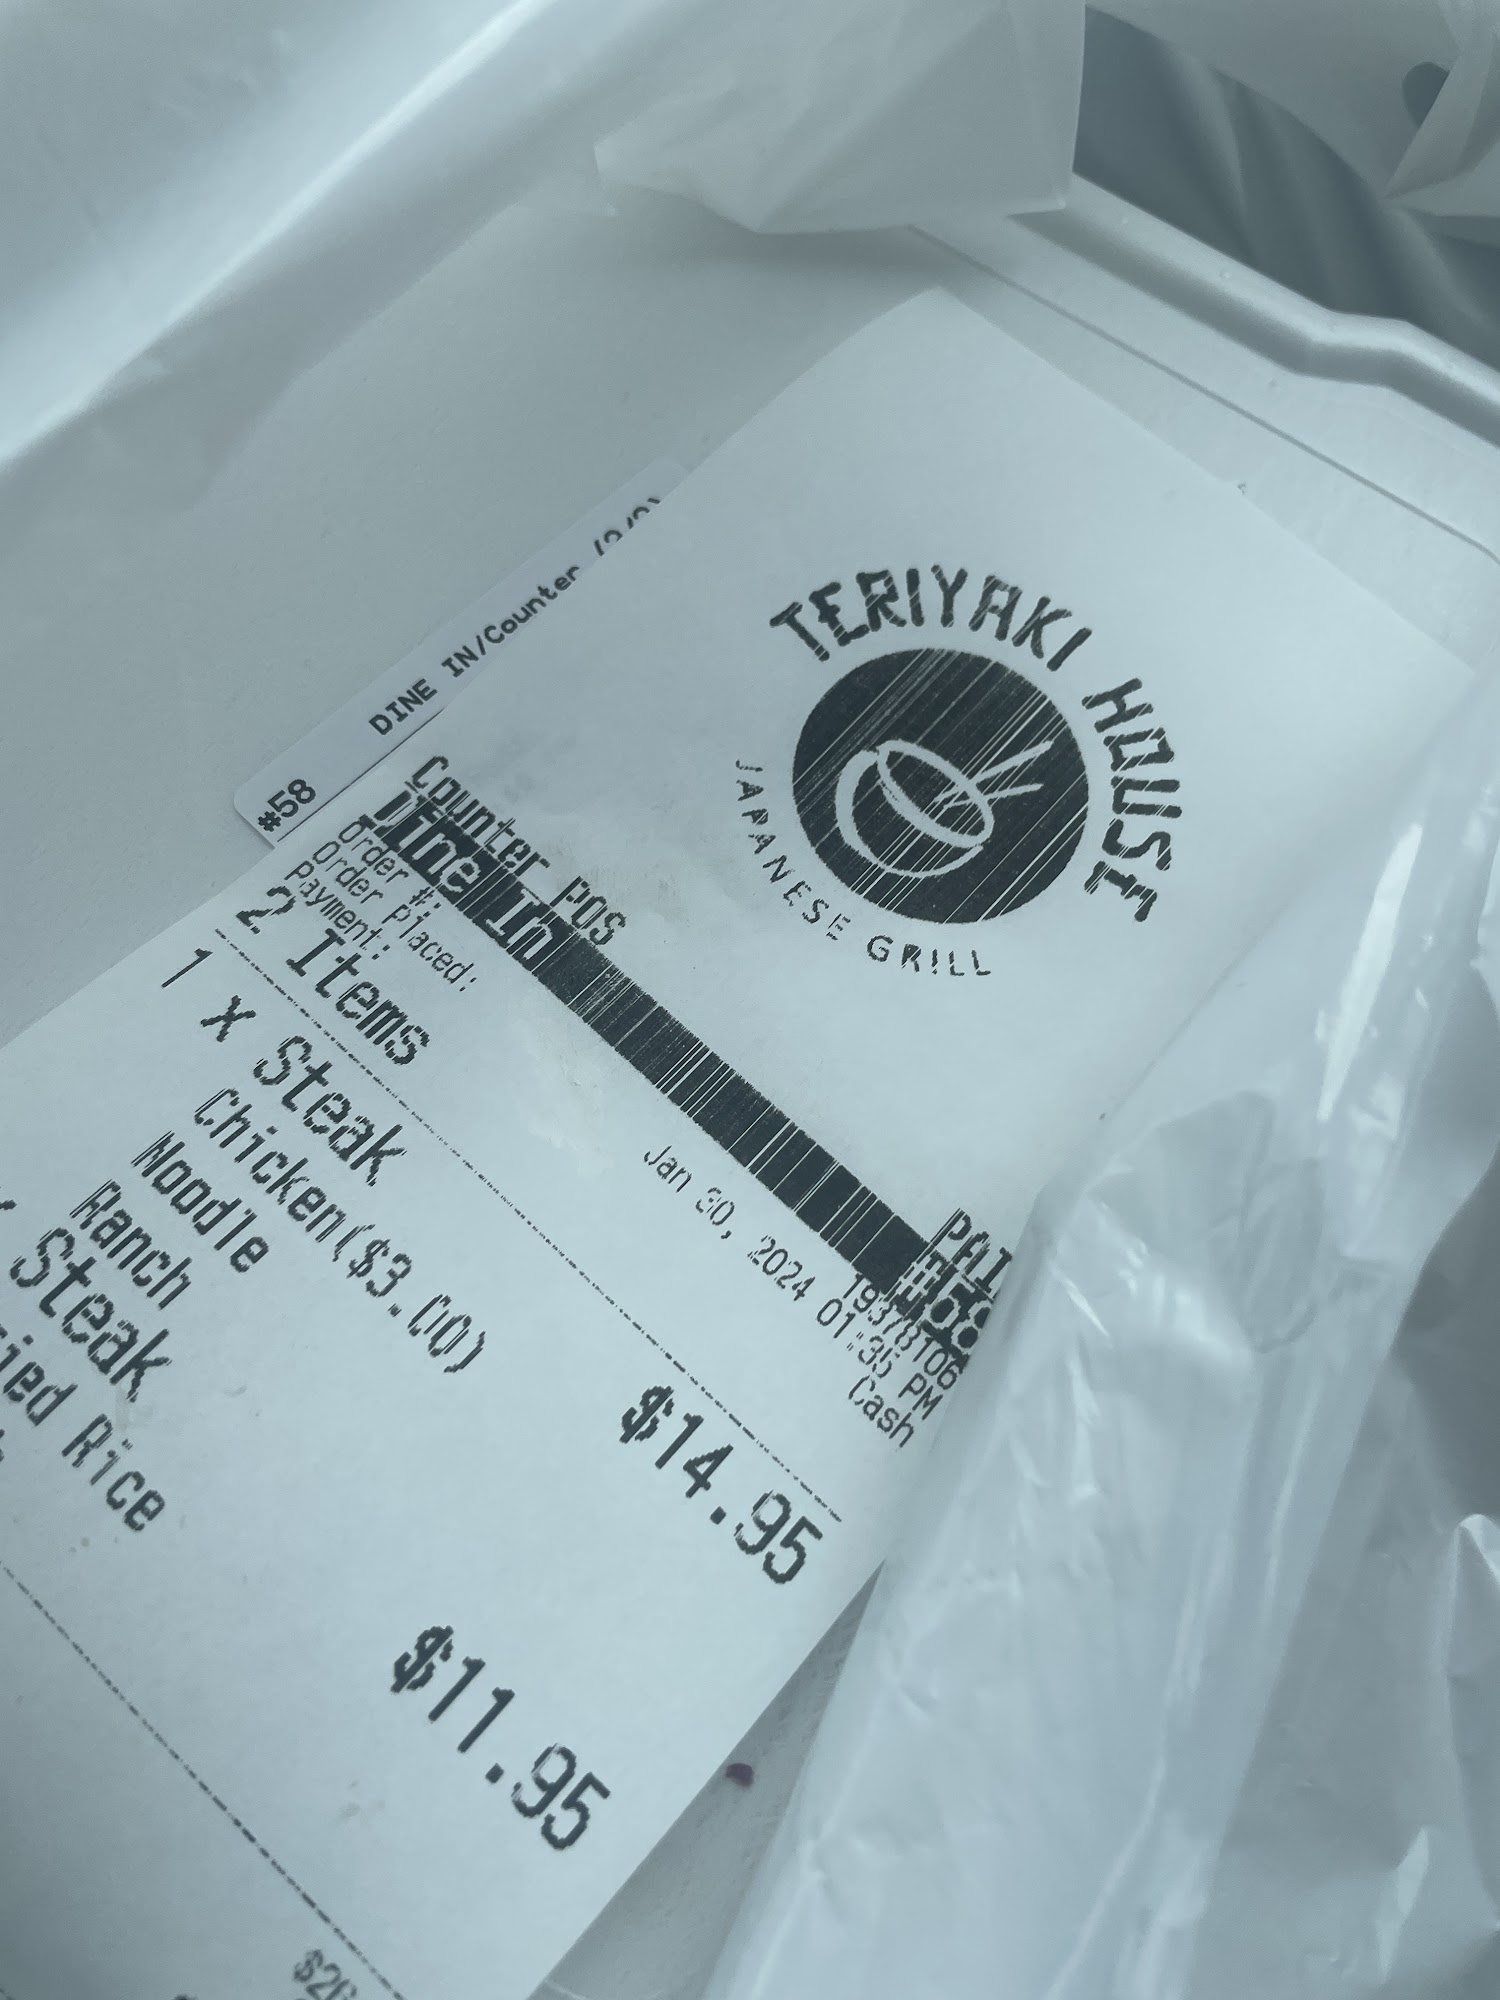 #58 DINE IN/Counter
TERIYAKI HOUSE
JAPANESE GRILL
Counter POS
Dine In #58
Order #: 19378106
Order Placed: Jan 30, 2024 01:35 PM
Payment: Cash
2 Items
1 x Steak $14.95
Chicken($3.00)
Noodle
Ranch
x Steak $11.95
Rice